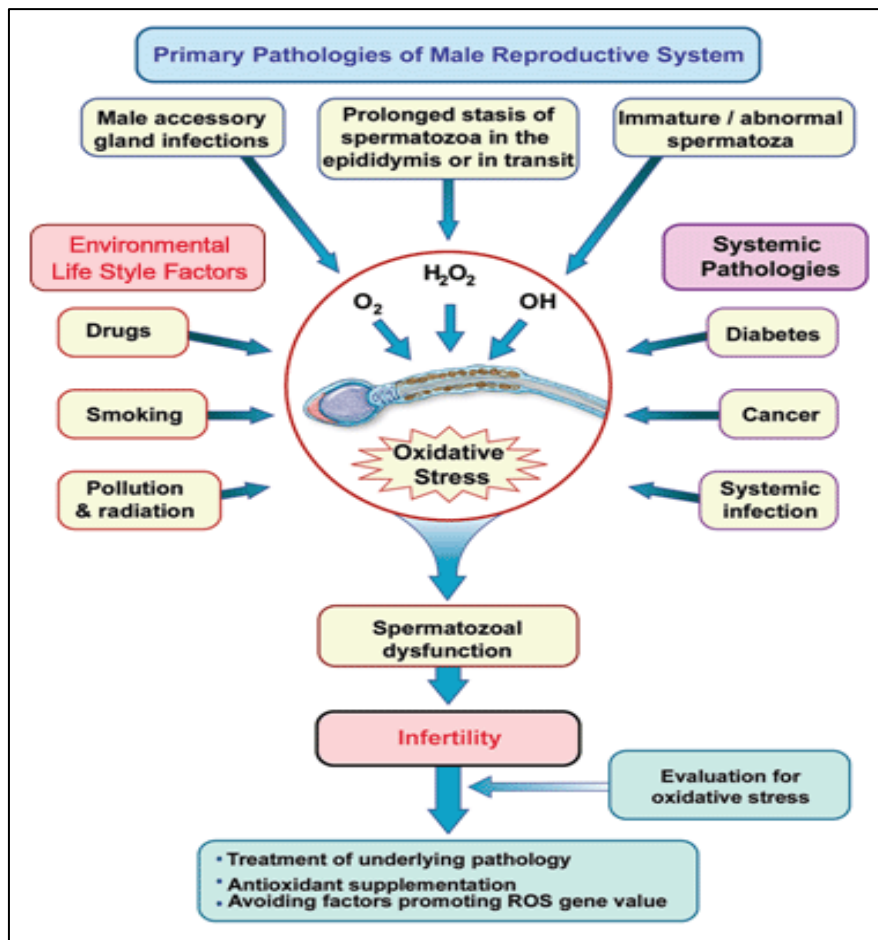 Primary Pathologies of Male Reproductive System
Male accessory
gland infections
Prolonged stasis of
spermatozoa in the
epididymis or in transit
Immature / abnormal
spermatoza
Environmental
Life Style Factors
Systemic
Pathologies
H₂O₂
O₂
OH
Drugs
Diabetes
Smoking
Cancer
Oxidative
Stress
Pollution
& radiation
Systemic
infection
Spermatozoal
dysfunction
Infertility
Evaluation for
oxidative stress
• Treatment of underlying pathology
• Antioxidant supplementation
• Avoiding factors promoting ROS gene value